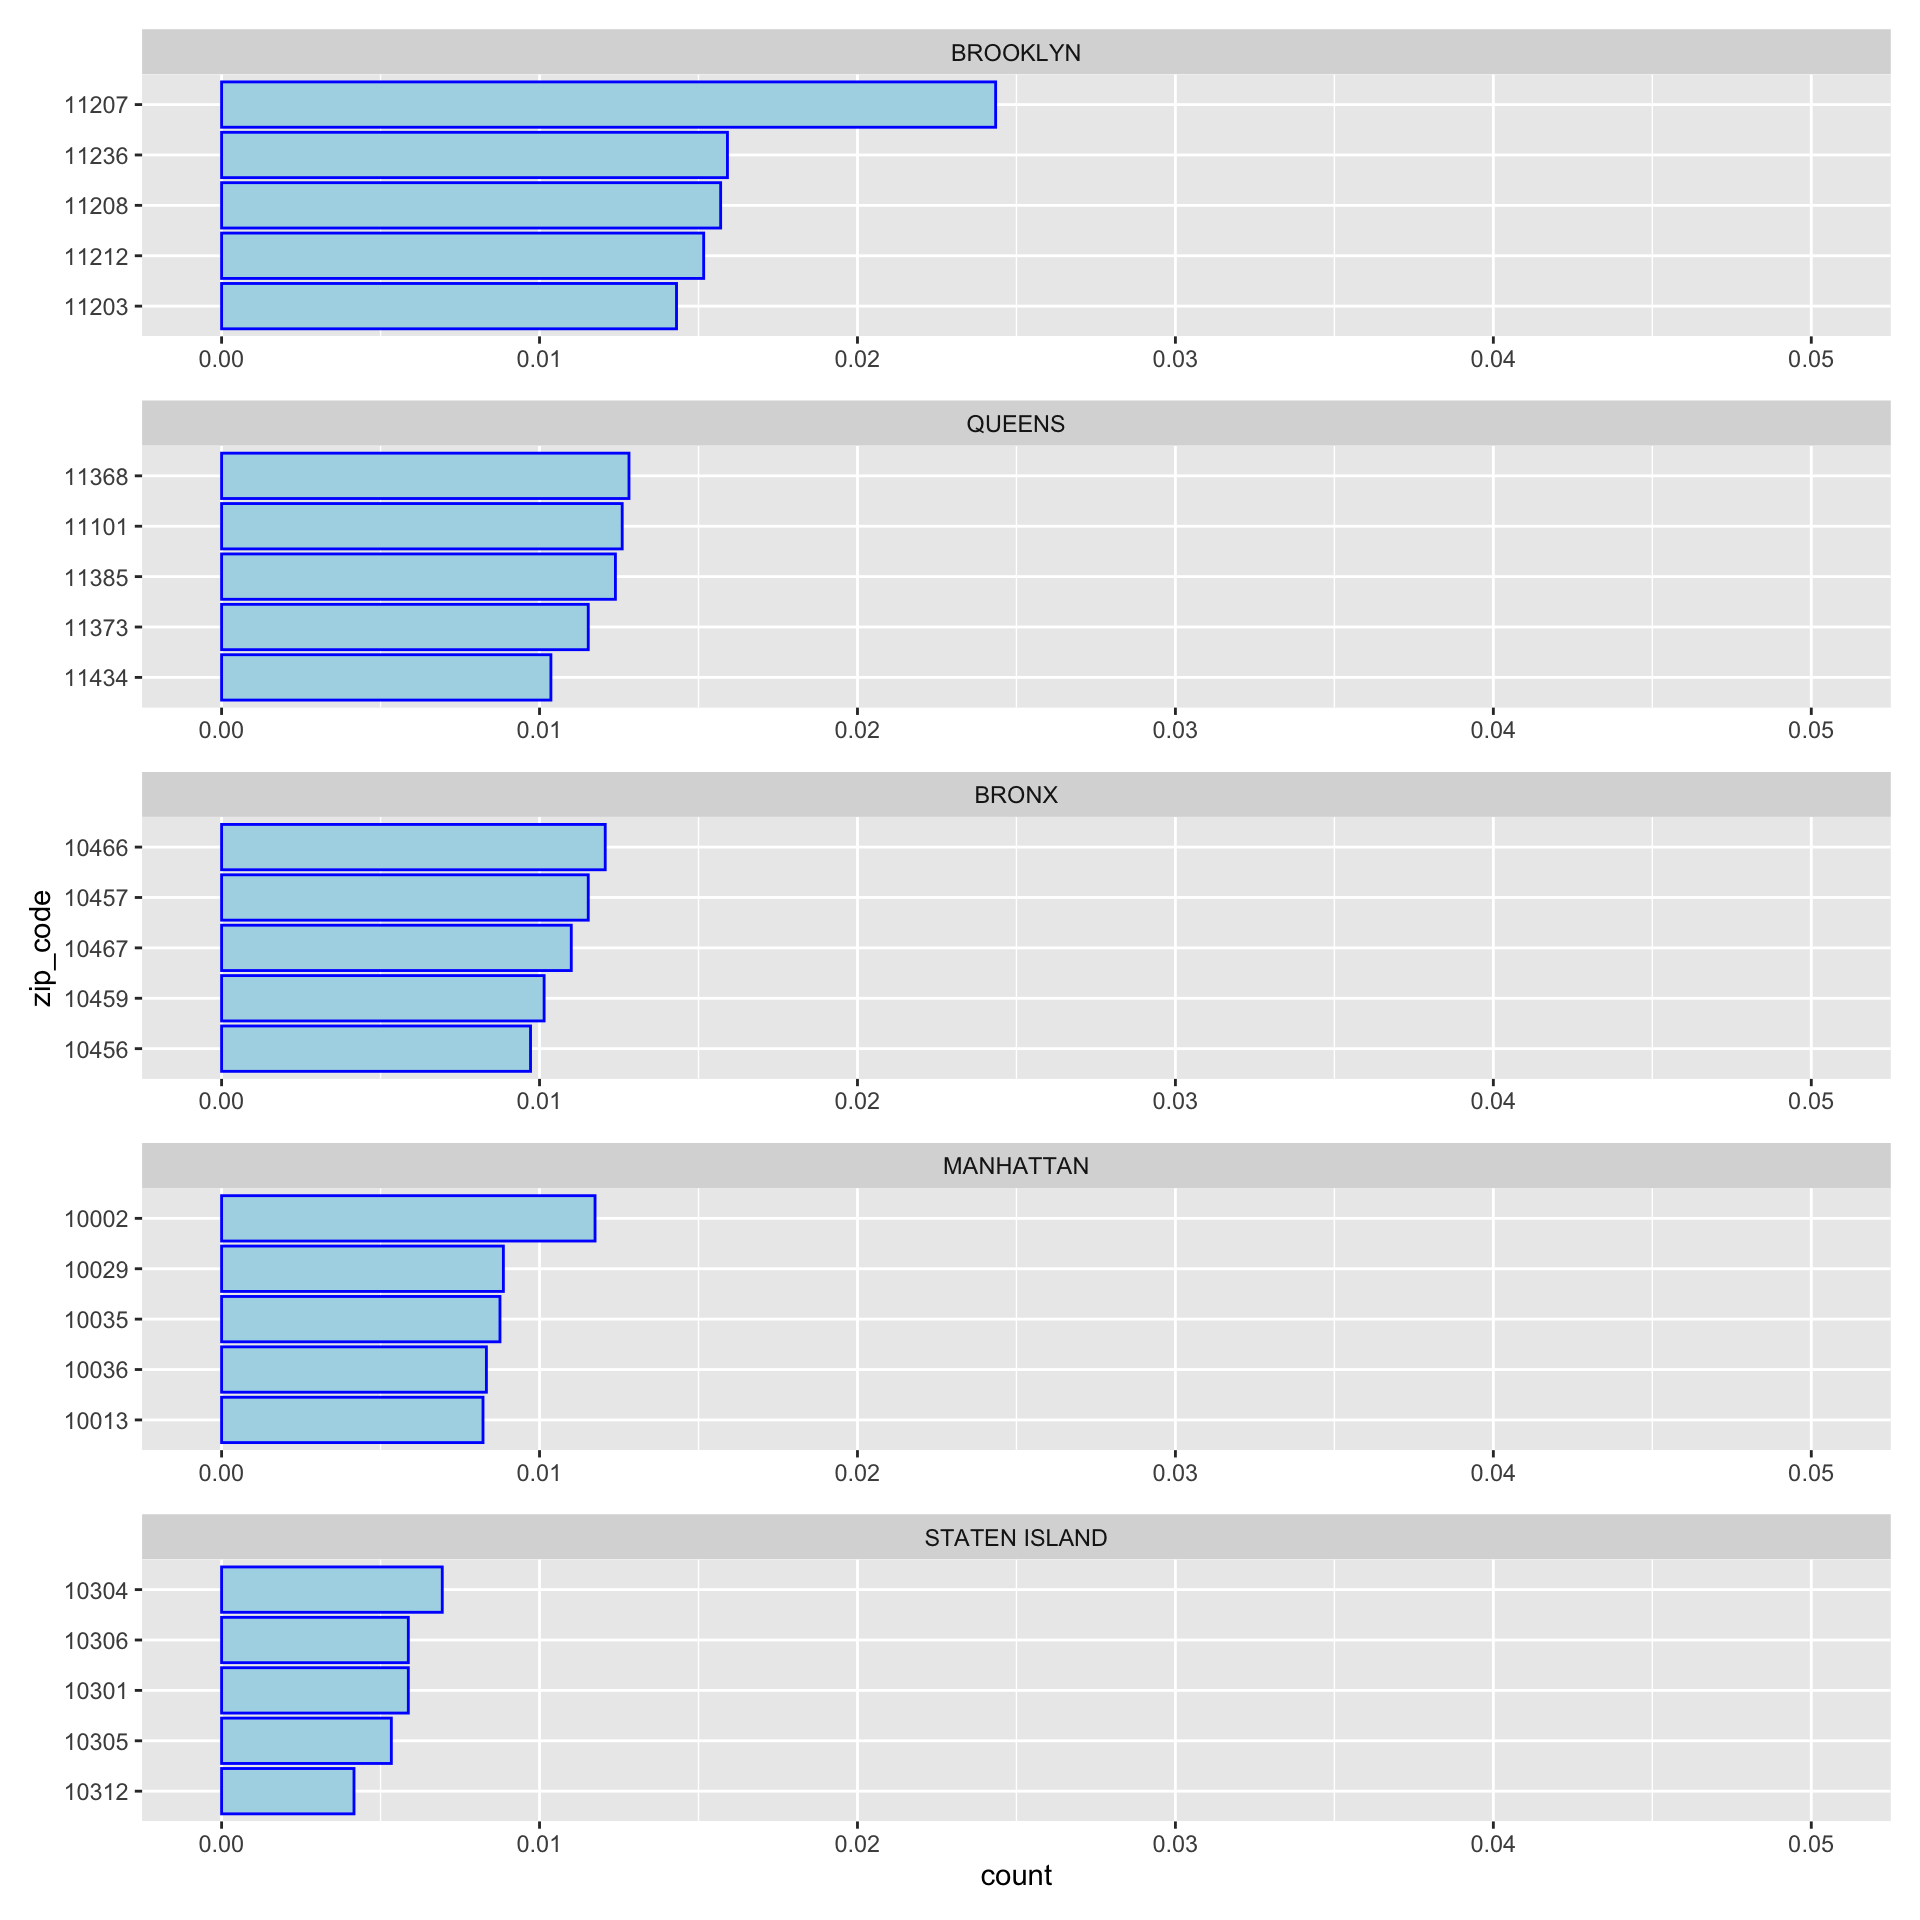 BROOKLYN
11207
11236
11208
11212
11203
0.00 0.01 0.02 0.03 0.04 0.05
QUEENS
11368
11101
11385
11373
11434
0.00 0.01 0.02 0.03 0.04 0.05
BRONX
10466
10457
10467
10459
10456
0.00 0.01 0.02 0.03 0.04 0.05
zip_code
MANHATTAN
10002
10029
10035
10036
10013
0.00 0.01 0.02 0.03 0.04 0.05
STATEN ISLAND
10304
10306
10301
10305
10312
0.00 0.01 0.02 0.03 0.04 0.05
count